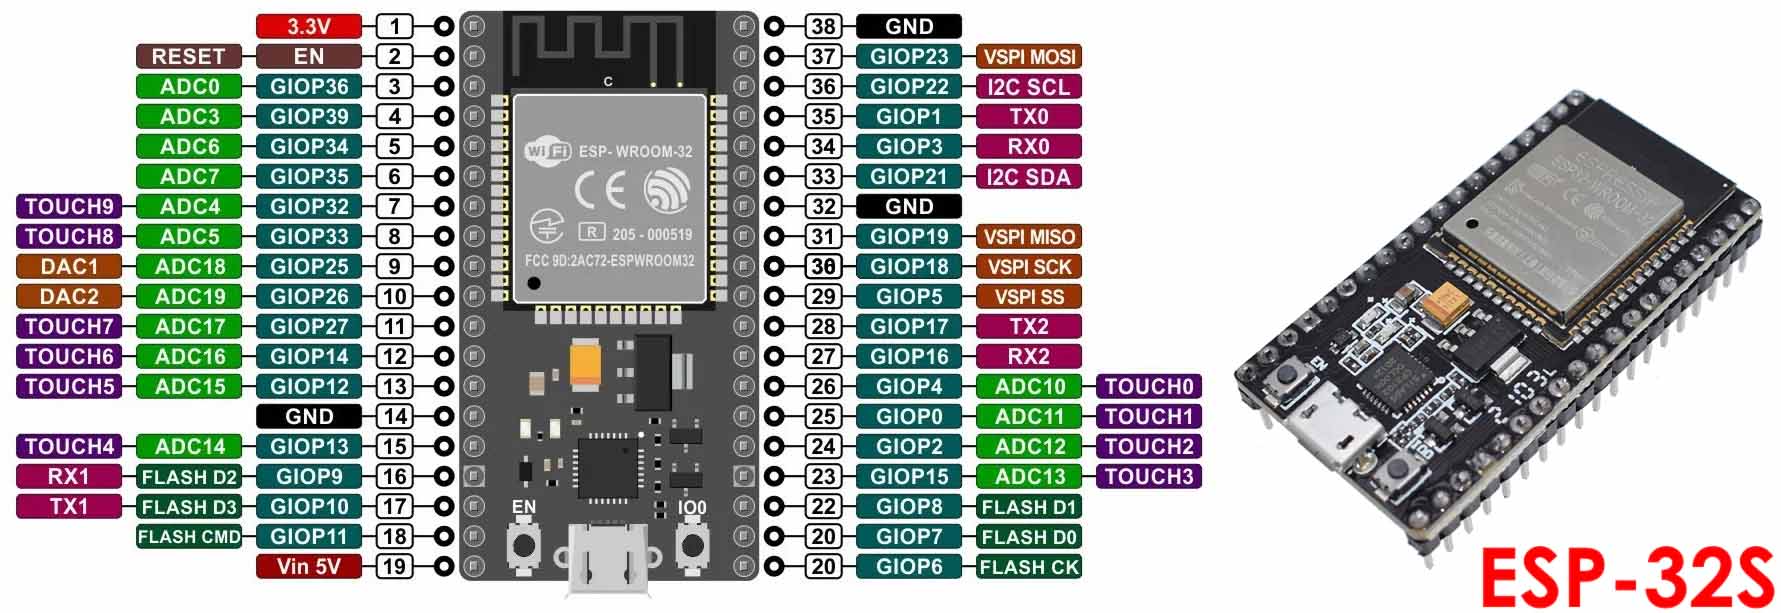 3.3V 1
RESET EN 2
ADC0 GIOP36 3
ADC3 GIOP39 4
ADC6 GIOP34 5
ADC7 GIOP35 6
TOUCH9 ADC4 GIOP32 7
TOUCH8 ADC5 GIOP33 8
DAC1 ADC18 GIOP25 9
DAC2 ADC19 GIOP26 10
TOUCH7 ADC17 GIOP27 11
TOUCH6 ADC16 GIOP14 12
TOUCH5 ADC15 GIOP12 13
GND 14
TOUCH4 ADC14 GIOP13 15
RX1 FLASH D2 GIOP9 16
TX1 FLASH D3 GIOP10 17
FLASH CMD GIOP11 18
Vin 5V 19
C
WiFi ESP- WROOM-32
CE
R 205 - 000519
FCC 9D:2AC72-ESPWROOM32
EN IO0
38 GND
37 GIOP23 VSPI MOSI
36 GIOP22 I2C SCL
35 GIOP1 TX0
34 GIOP3 RX0
33 GIOP21 I2C SDA
32 GND
31 GIOP19 VSPI MISO
30 GIOP18 VSPI SCK
29 GIOP5 VSPI SS
28 GIOP17 TX2
27 GIOP16 RX2
26 GIOP4 ADC10 TOUCH0
25 GIOP0 ADC11 TOUCH1
24 GIOP2 ADC12 TOUCH2
23 GIOP15 ADC13 TOUCH3
22 GIOP8 FLASH D1
20 GIOP7 FLASH D0
20 GIOP6 FLASH CK
ESP-WROOM-32
CE
EN
ESP-32S